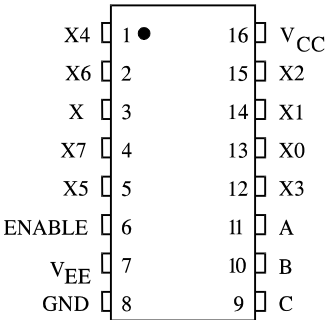 X4 1 16 VCC
X6 2 15 X2
X 3 14 X1
X7 4 13 X0
X5 5 12 X3
ENABLE 6 11 A
VEE 7 10 B
GND 8 9 C